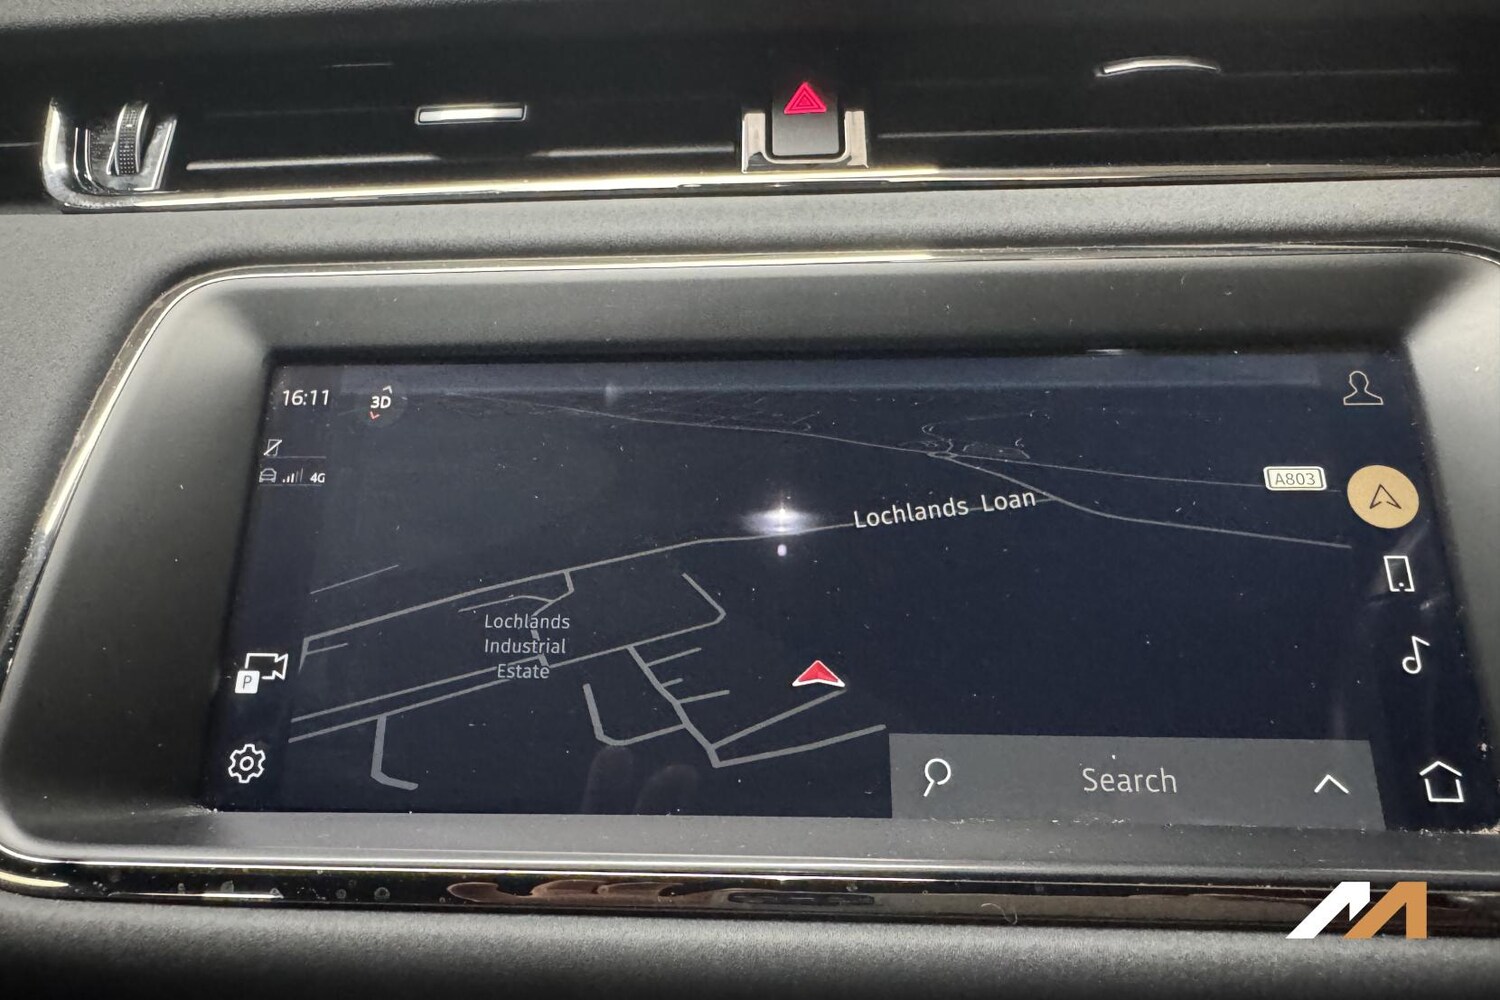 16:11
3D
4G
A803
Lochlands Loan
Lochlands
Industrial
Estate
P
Search